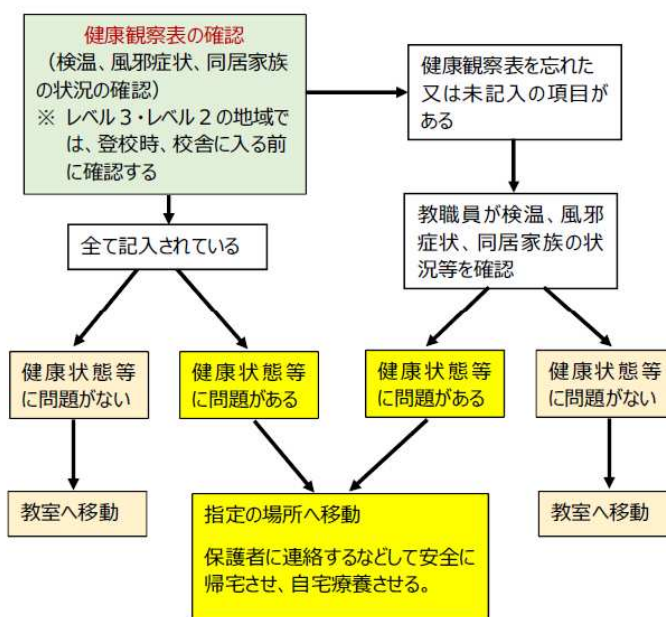 健康観察表の確認
（検温、風邪症状、同居家族
の状況の確認）
※ レベル３・レベル２の地域で
は、登校時、校舎に入る前
に確認する
健康観察表を忘れた
又は未記入の項目が
ある
全て記入されている
教職員が検温、風邪
症状、同居家族の状
況等を確認
健康状態等
に問題がない
健康状態等
に問題がある
健康状態等
に問題がある
健康状態等
に問題がない
教室へ移動
指定の場所へ移動
保護者に連絡するなどして安全に
帰宅させ、自宅療養させる。
教室へ移動